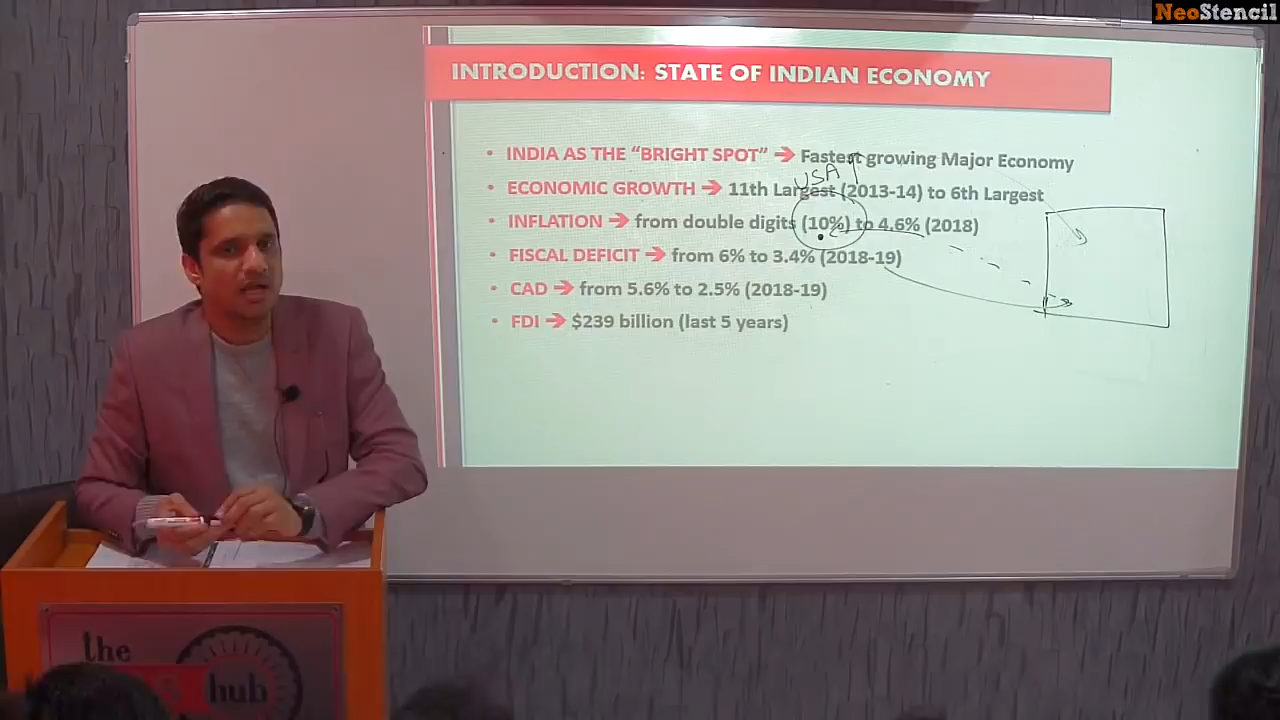 NeoStencil
INTRODUCTION: STATE OF INDIAN ECONOMY
• INDIA AS THE “BRIGHT SPOT” ➔ Fastest growing Major Economy
USA
• ECONOMIC GROWTH ➔ 11th Largest (2013-14) to 6th Largest
• INFLATION ➔ from double digits (10%) to 4.6% (2018)
• FISCAL DEFICIT ➔ from 6% to 3.4% (2018-19)
• CAD ➔ from 5.6% to 2.5% (2018-19)
• FDI ➔ $239 billion (last 5 years)
the
hub